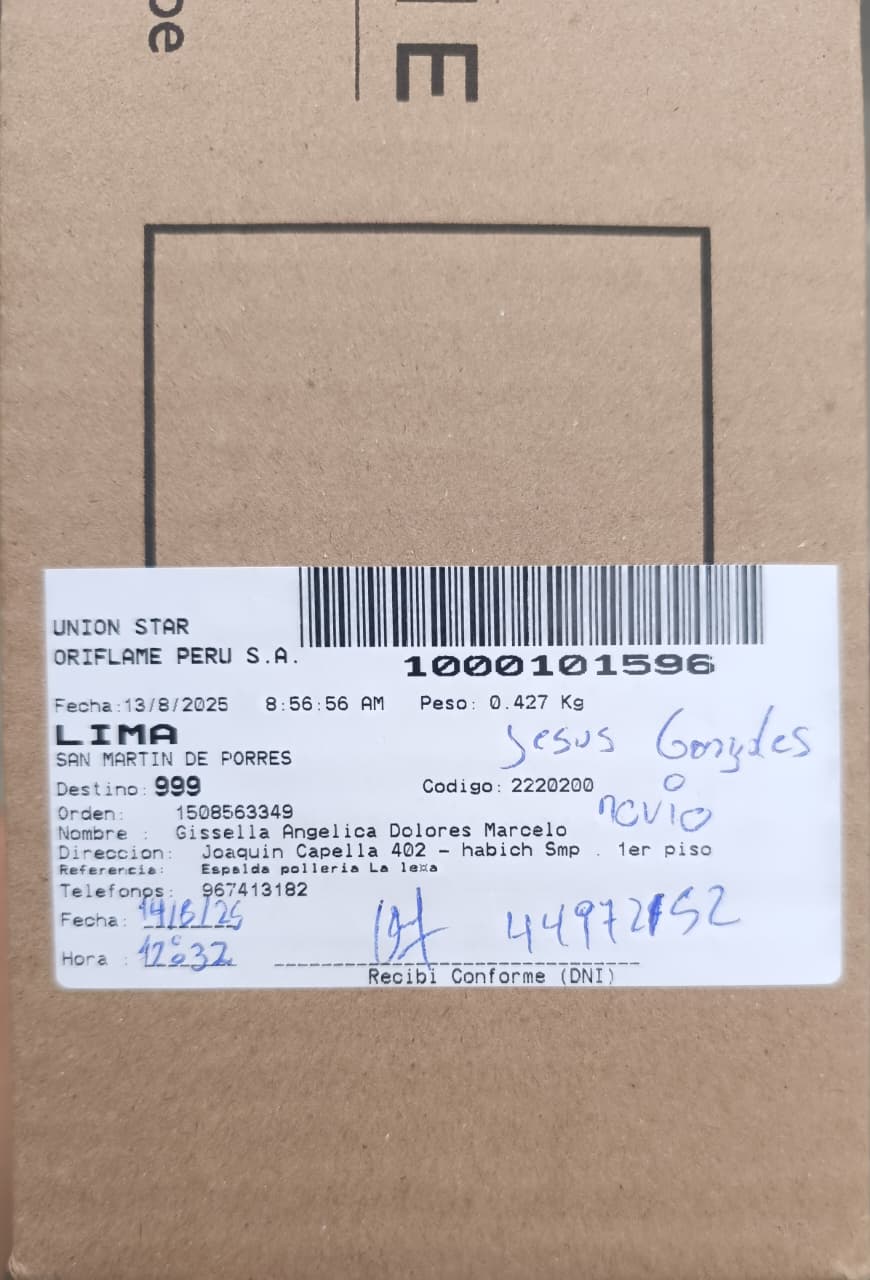 be
E
UNION STAR
ORIFLAME PERU S.A.
1000101596
Fecha:13/8/2025 8:56:56 AM Peso: 0.427 Kg
LIMA
Jesus Gonzales
SAN MARTIN DE PORRES
Destino: 999 Codigo: 2220200
o
novio
Orden: 1508563349
Nombre : Gissella Angelica Dolores Marcelo
Direccion: Joaquin Capella 402 - habich Smp . 1er piso
Referencia: Espalda polleria La leña
Telefonos: 967413182
Fecha: 14/8/25
44972152
Hora : 12:32
Recibi Conforme (DNI)